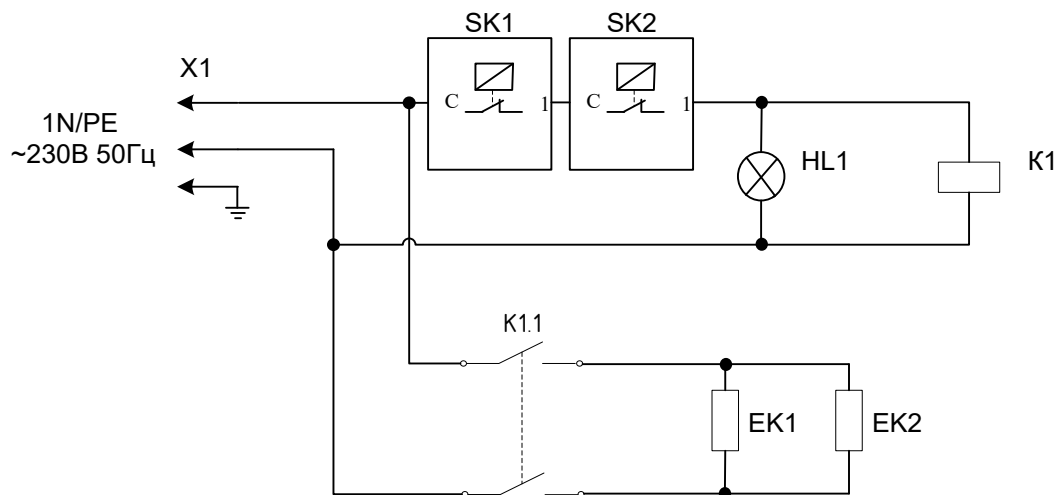 SK1
SK2
X1
C
1
C
1
1N/PE
~230В 50Гц
HL1
K1
K1.1
EK1
EK2